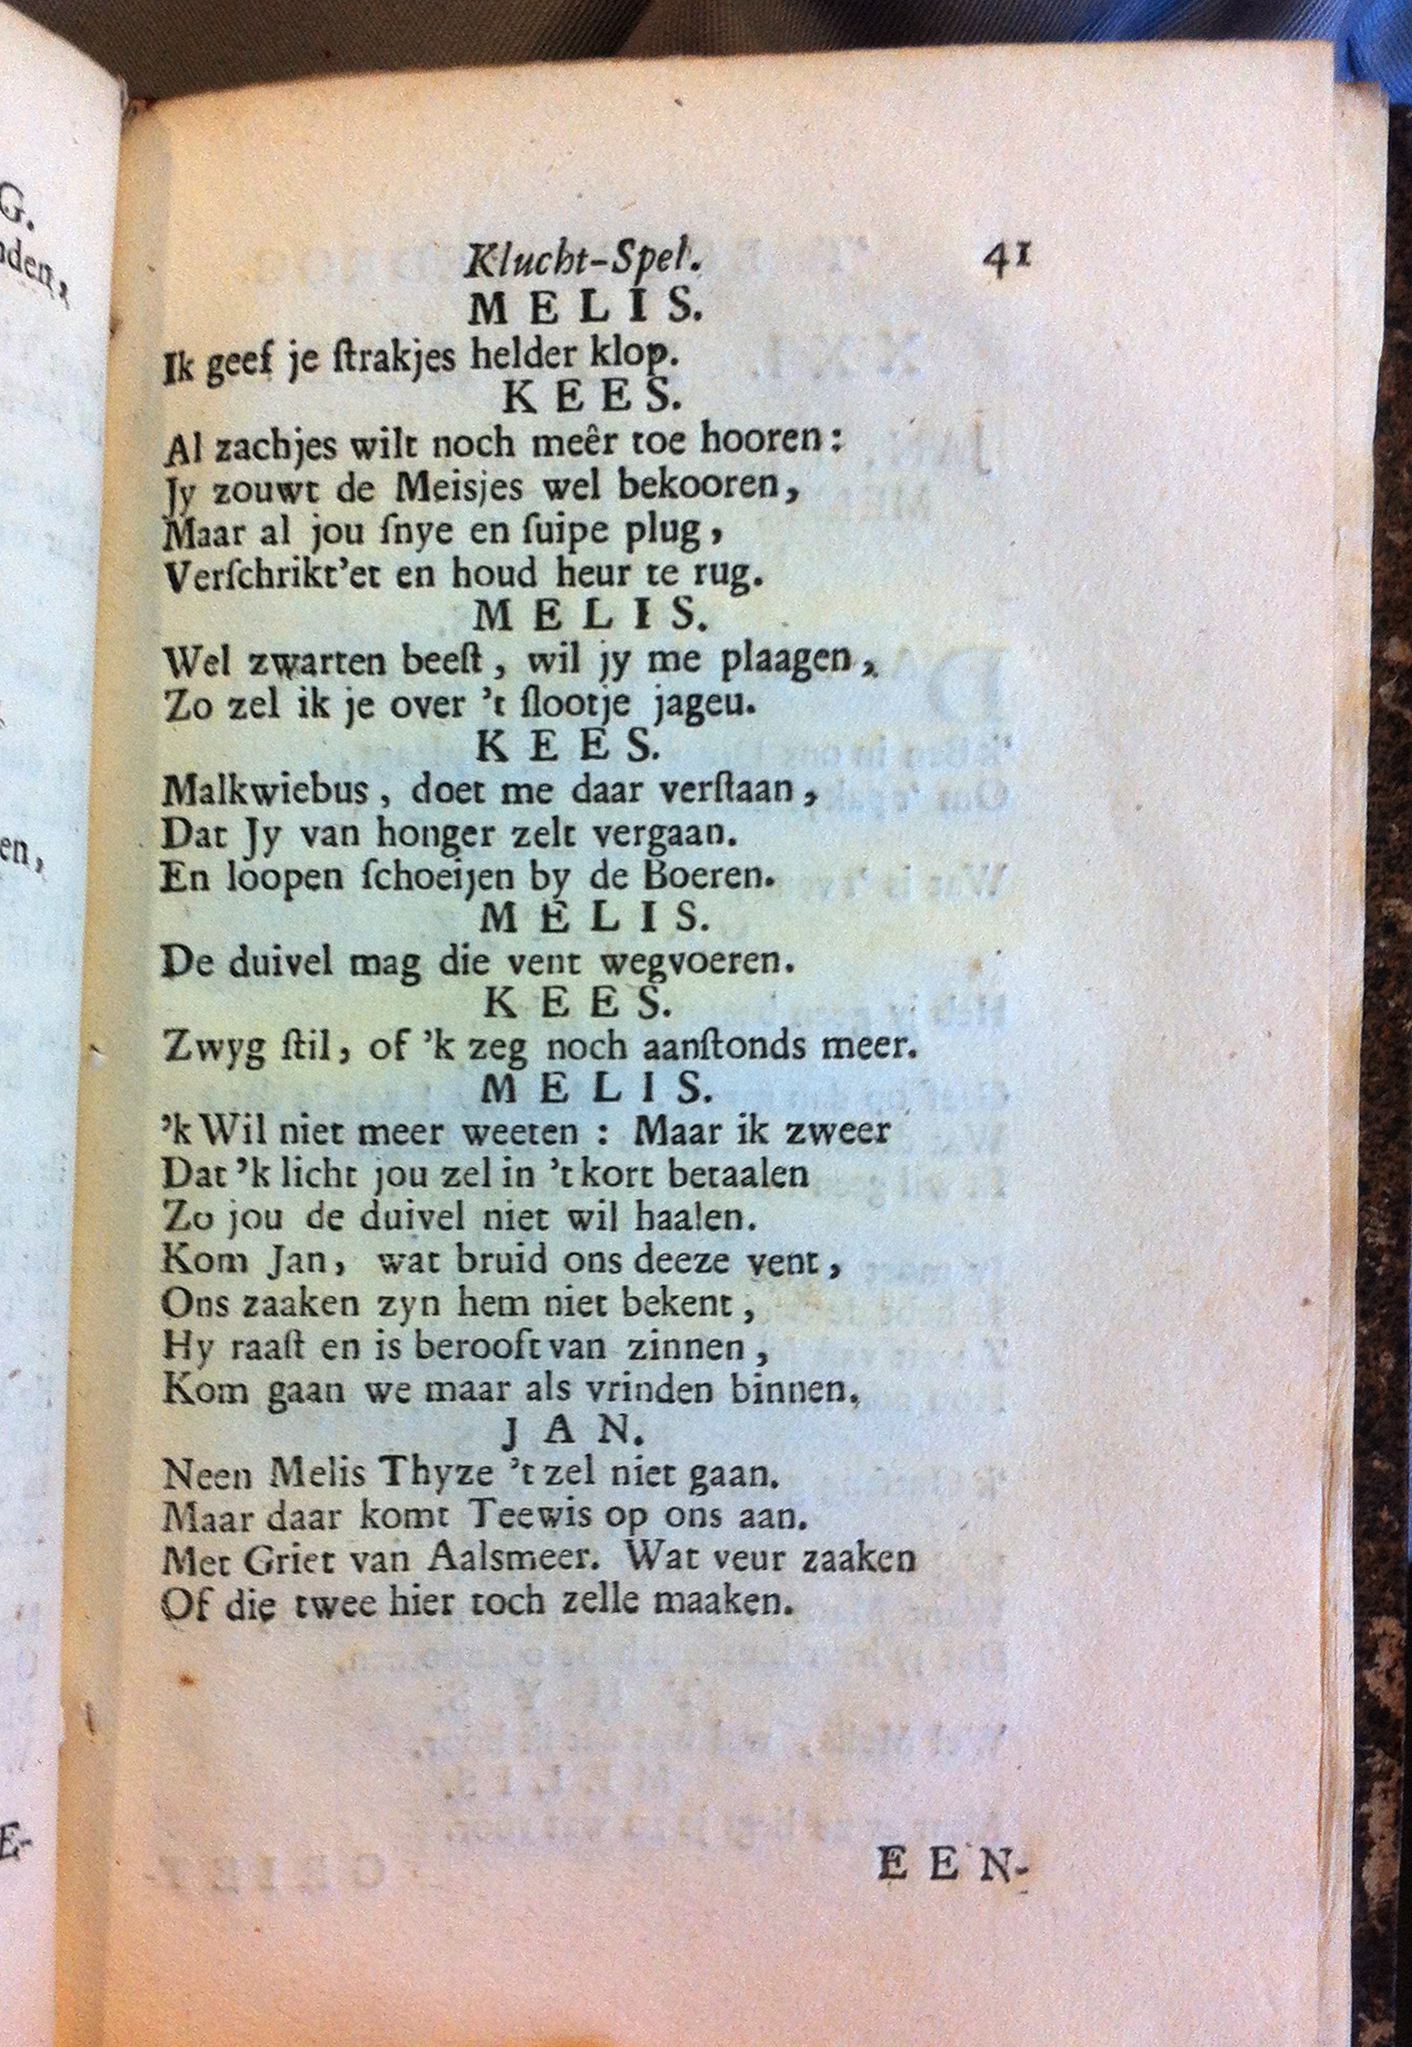 Klucht-Spel. 41
MELIS.
Ik geef je ſtrakjes helder klop.
KEES.
Al zachjes wilt noch meêr toe hooren:
Jy zouwt de Meisjes wel bekooren,
Maar al jou ſnye en ſuipe plug,
Verſchrikt'et en houd heur te rug.
MELIS.
Wel zwarten beeſt, wil jy me plaagen,
Zo zel ik je over 't ſlootje jageu.
KEES.
Malkwiebus, doet me daar verſtaan,
Dat Jy van honger zelt vergaan.
En loopen ſchoeijen by de Boeren.
MELIS.
De duivel mag die vent wegvoeren.
KEES.
Zwyg ſtil, of 'k zeg noch aanſtonds meer.
MELIS.
'k Wil niet meer weeten: Maar ik zweer
Dat 'k licht jou zel in 't kort betaalen
Zo jou de duivel niet wil haalen.
Kom Jan, wat bruid ons deeze vent,
Ons zaaken zyn hem niet bekent,
Hy raaſt en is berooft van zinnen,
Kom gaan we maar als vrinden binnen.
JAN.
Neen Melis Thyze 't zel niet gaan.
Maar daar komt Teewis op ons aan.
Met Griet van Aalsmeer. Wat veur zaaken
Of die twee hier toch zelle maaken.
EEN-